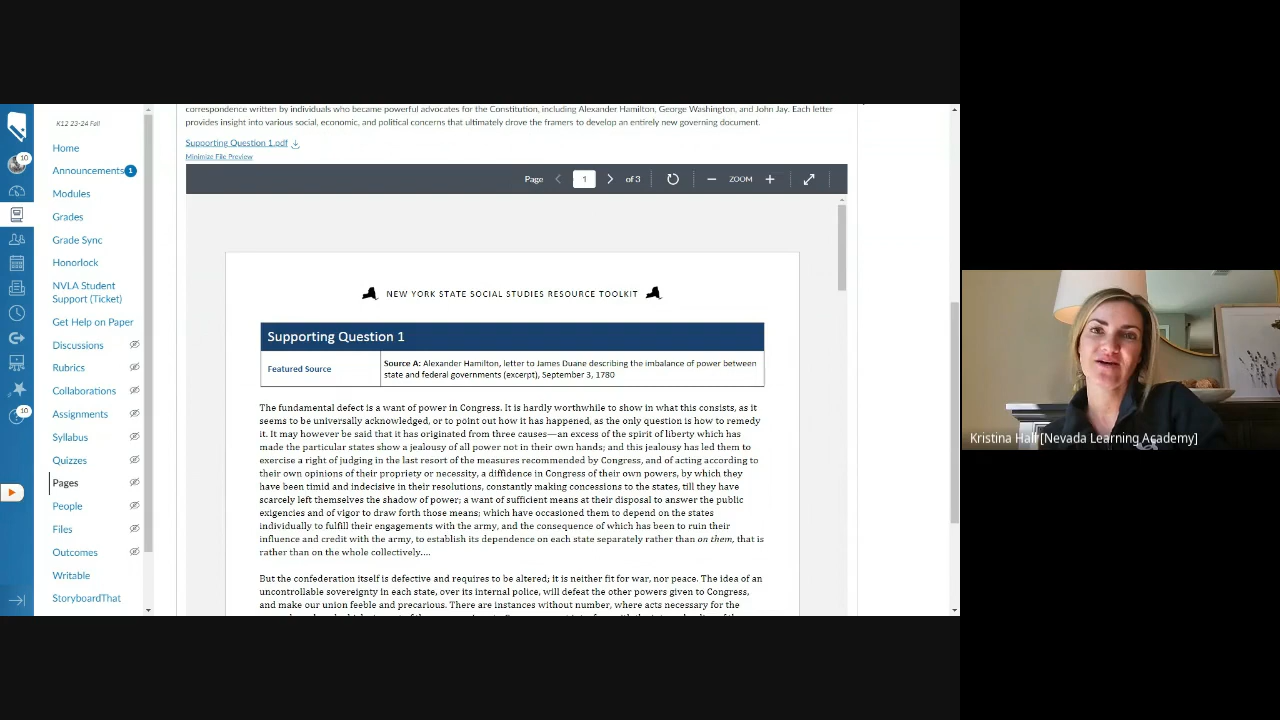 correspondence written by individuals who became powerful advocates for the Constitution, including Alexander Hamilton, George Washington, and John Jay. Each letter
provides insight into various social, economic, and political concerns that ultimately drove the framers to develop an entirely new governing document.
K12 23-24 Fall
Home
Announcements 1
Modules
Grades
Grade Sync
Honorlock
NVLA Student
Support (Ticket)
Get Help on Paper
Discussions
Rubrics
Collaborations
Assignments
Syllabus
Quizzes
Pages
People
Files
Outcomes
Writable
StoryboardThat
10
10
Supporting Question 1.pdf
Minimize File Preview
Page 1 of 3 ZOOM
NEW YORK STATE SOCIAL STUDIES RESOURCE TOOLKIT
Supporting Question 1
Featured Source
Source A: Alexander Hamilton, letter to James Duane describing the imbalance of power between
state and federal governments (excerpt), September 3, 1780
The fundamental defect is a want of power in Congress. It is hardly worthwhile to show in what this consists, as it
seems to be universally acknowledged, or to point out how it has happened, as the only question is how to remedy
it. It may however be said that it has originated from three causes—an excess of the spirit of liberty which has
made the particular states show a jealousy of all power not in their own hands; and this jealousy has led them to
exercise a right of judging in the last resort of the measures recommended by Congress, and of acting according to
their own opinions of their propriety or necessity, a diffidence in Congress of their own powers, by which they
have been timid and indecisive in their resolutions, constantly making concessions to the states, till they have
scarcely left themselves the shadow of power; a want of sufficient means at their disposal to answer the public
exigencies and of vigor to draw forth those means; which have occasioned them to depend on the states
individually to fulfill their engagements with the army, and the consequence of which has been to ruin their
influence and credit with the army, to establish its dependence on each state separately rather than on them, that is
rather than on the whole collectively....
But the confederation itself is defective and requires to be altered; it is neither fit for war, nor peace. The idea of an
uncontrollable sovereignty in each state, over its internal police, will defeat the other powers given to Congress,
and make our union feeble and precarious. There are instances without number, where acts necessary for the
Kristina Hall [Nevada Learning Academy]